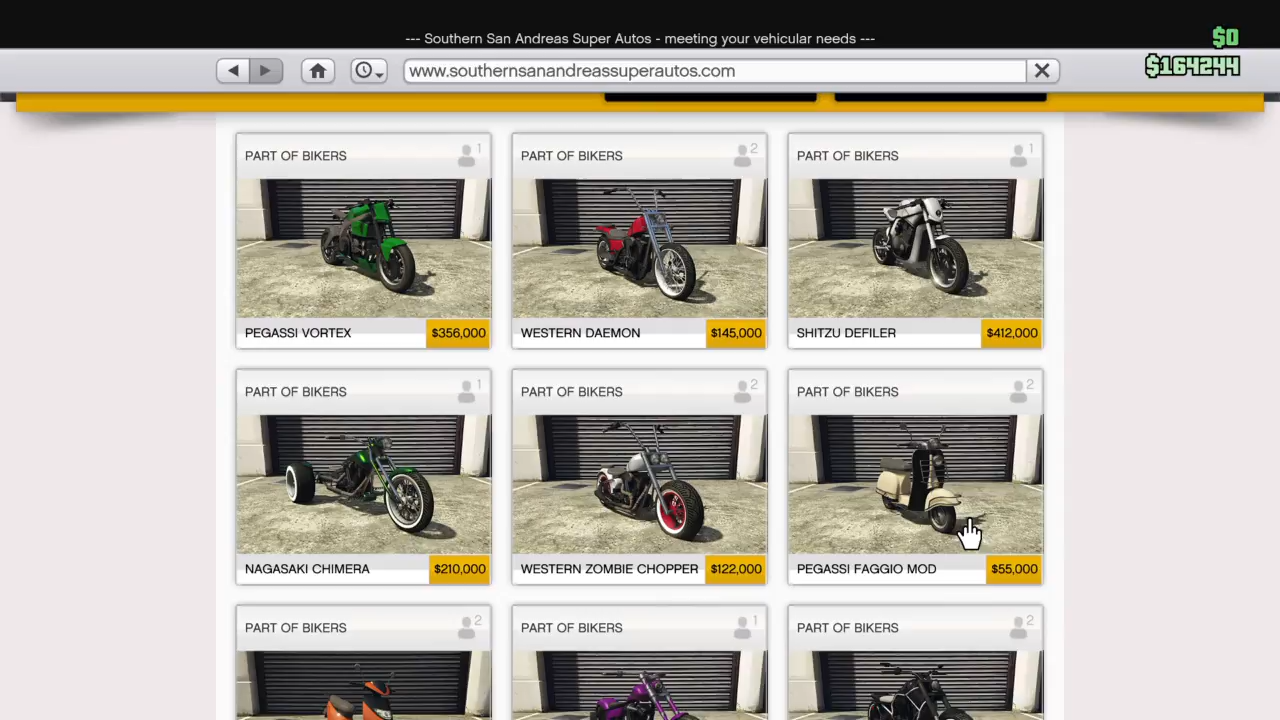 --- Southern San Andreas Super Autos - meeting your vehicular needs ---
$0
www.southernsanandreassuperautos.com
$164244
PART OF BIKERS 1
PART OF BIKERS 2
PART OF BIKERS 1
PEGASSI VORTEX $356,000
WESTERN DAEMON $145,000
SHITZU DEFILER $412,000
PART OF BIKERS 1
PART OF BIKERS 2
PART OF BIKERS 2
NAGASAKI CHIMERA $210,000
WESTERN ZOMBIE CHOPPER $122,000
PEGASSI FAGGIO MOD $55,000
PART OF BIKERS 2
PART OF BIKERS 1
PART OF BIKERS 2